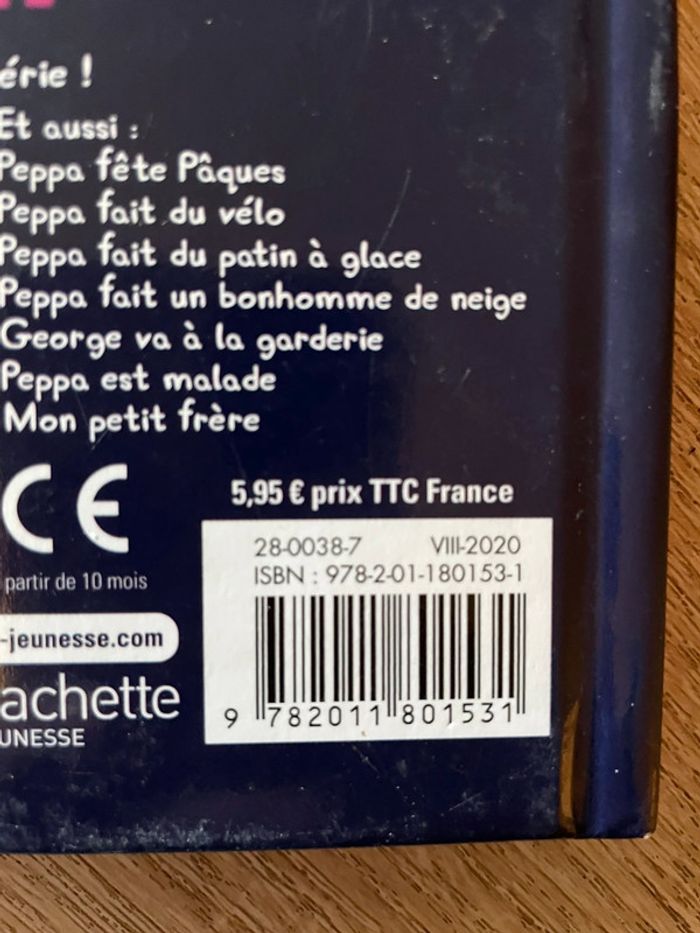 érie !
Et aussi :
Peppa fête Pâques
Peppa fait du vélo
Peppa fait du patin à glace
Peppa fait un bonhomme de neige
George va à la garderie
Peppa est malade
Mon petit frère
CE
partir de 10 mois
-jeunesse.com
achette
UNESSE
5,95 € prix TTC France
28-0038-7 VIII-2020
ISBN : 978-2-01-180153-1
9 782011 801531